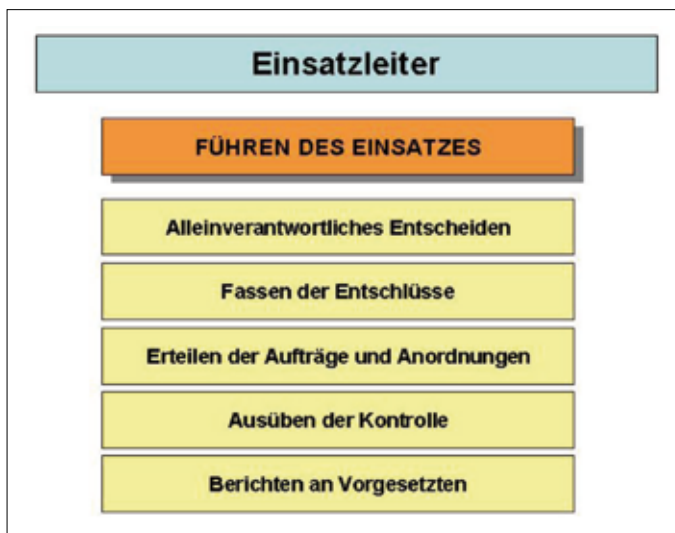 Einsatzleiter
FÜHREN DES EINSATZES
Alleinverantwortliches Entscheiden
Fassen der Entschlüsse
Erteilen der Aufträge und Anordnungen
Ausüben der Kontrolle
Berichten an Vorgesetzten